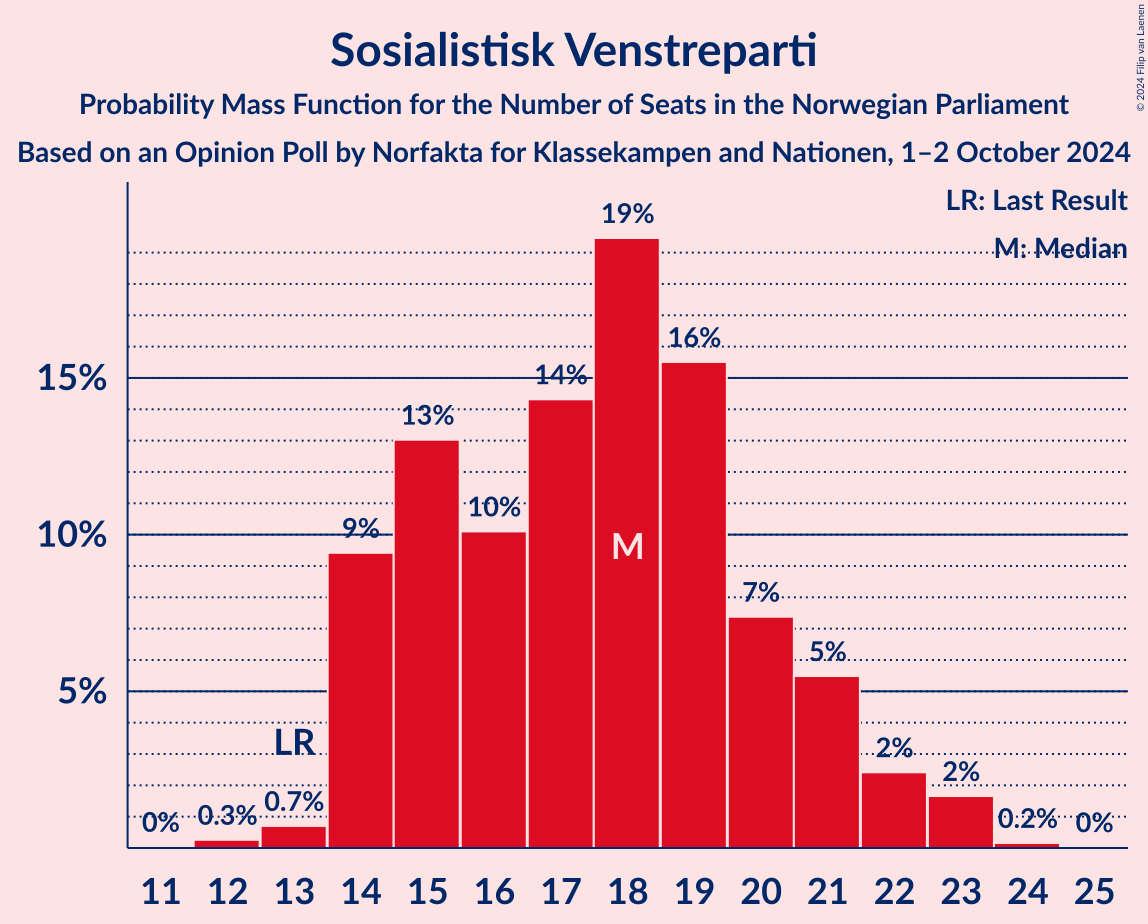 Sosialistisk Venstreparti
Probability Mass Function for the Number of Seats in the Norwegian Parliament
Based on an Opinion Poll by Norfakta for Klassekampen and Nationen, 1–2 October 2024
© 2024 Filip van Laenen
LR: Last Result
M: Median
15%
10%
5%
0%
0.3%
0.7%
LR
9%
13%
10%
14%
19%
M
16%
7%
5%
2%
2%
0.2%
0%
11 12 13 14 15 16 17 18 19 20 21 22 23 24 25